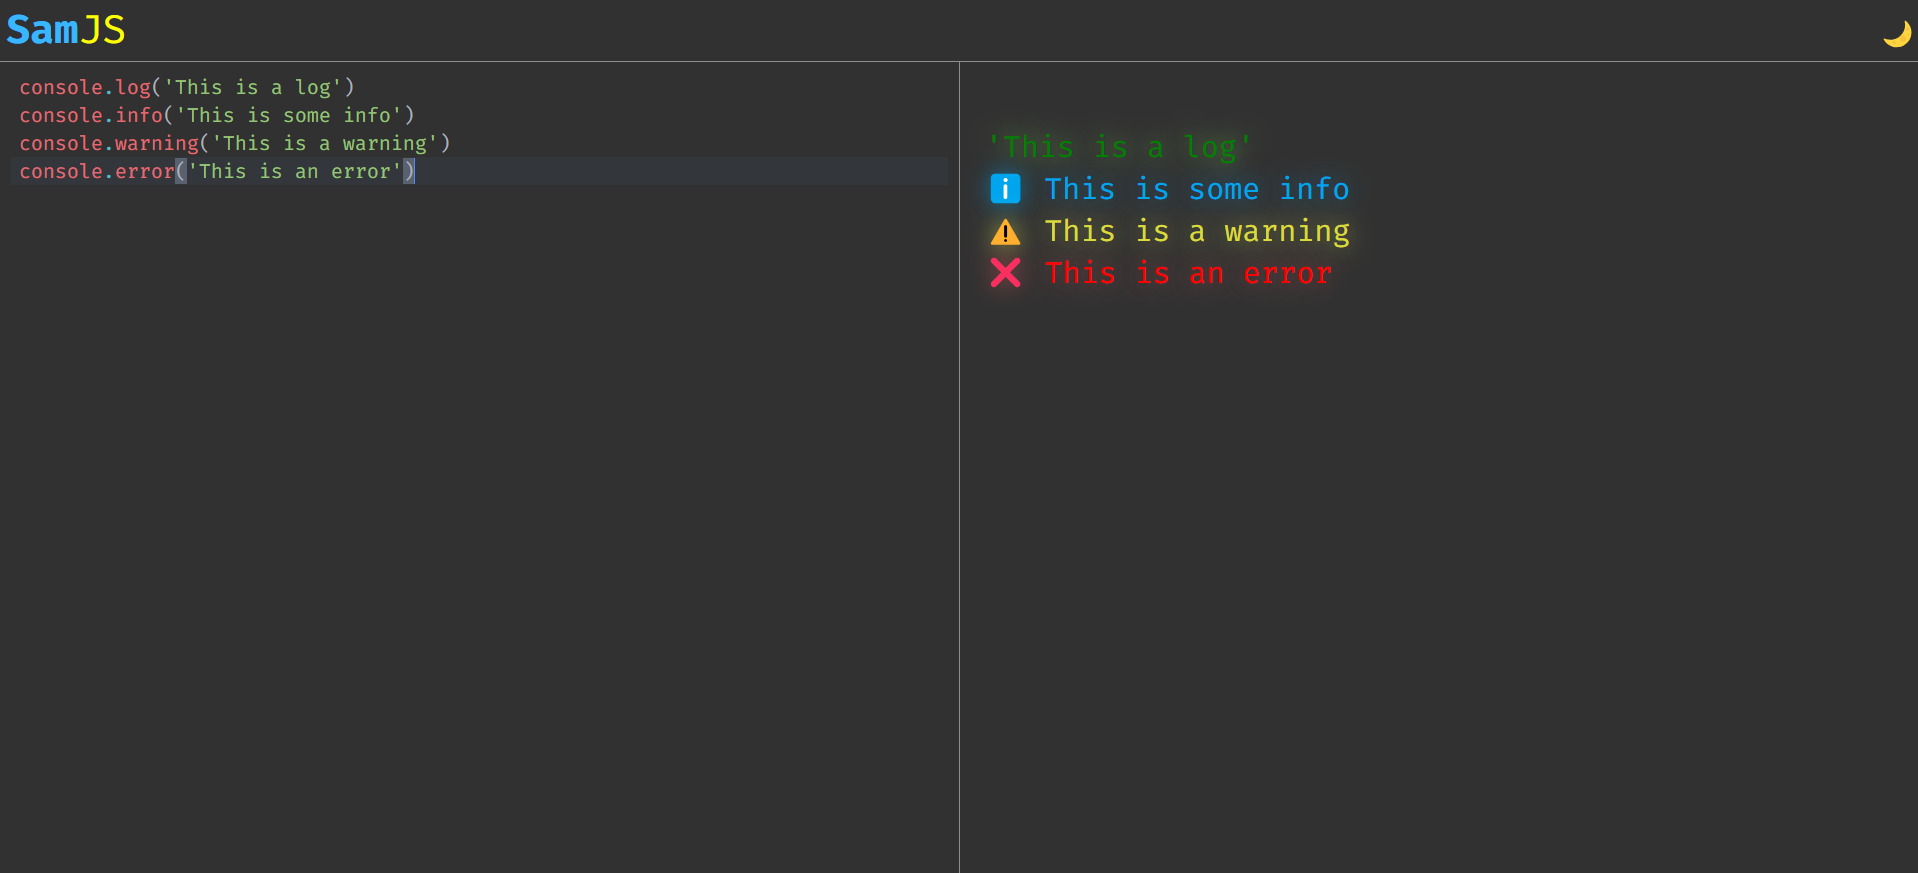 SamJS
console.log('This is a log')
console.info('This is some info')
console.warning('This is a warning')
console.error('This is an error')
'This is a log'
ℹ️ This is some info
⚠️ This is a warning
❌ This is an error